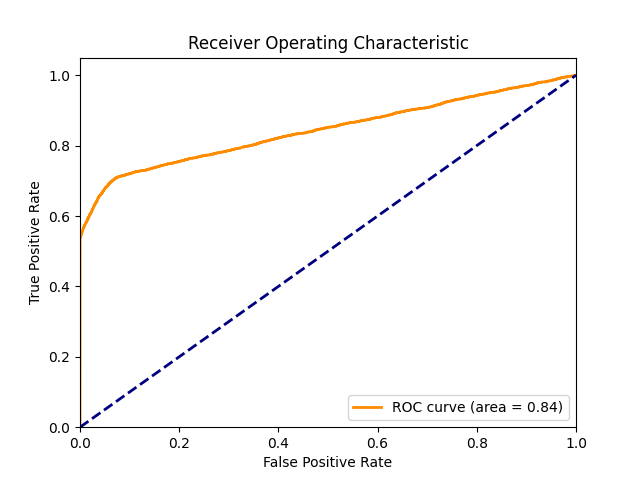 Receiver Operating Characteristic
True Positive Rate
1.0
0.8
0.6
0.4
0.2
0.0
ROC curve (area = 0.84)
0.0 0.2 0.4 0.6 0.8 1.0
False Positive Rate